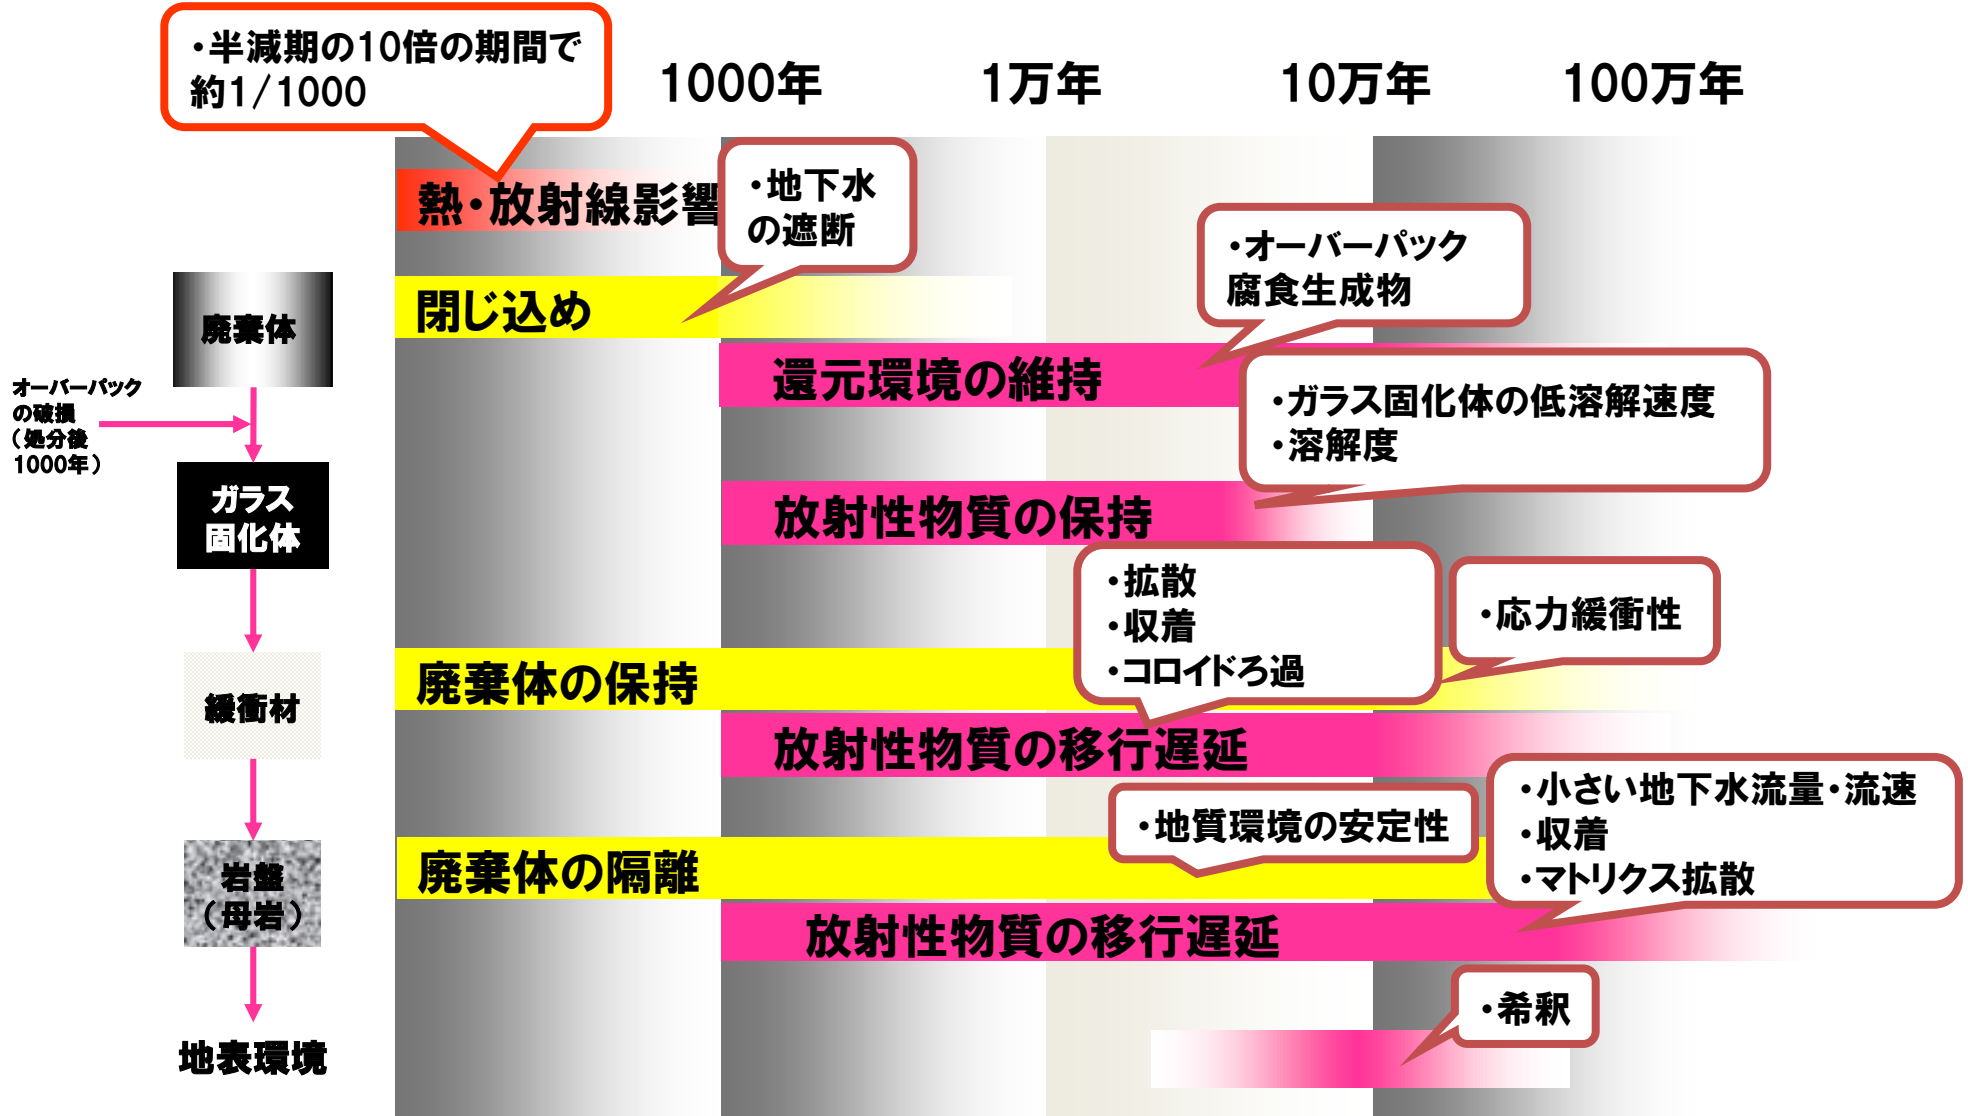 ・半減期の10倍の期間で
約1/1000
1000年
1万年
10万年
100万年
熱・放射線影響
・地下水
の遮断
閉じ込め
・オーバーパック
腐食生成物
廃棄体
還元環境の維持
オーバーパック
の破損
（処分後
1000年）
・ガラス固化体の低溶解速度
・溶解度
ガラス
固化体
放射性物質の保持
・拡散
・収着
・コロイドろ過
・応力緩衝性
廃棄体の保持
緩衝材
放射性物質の移行遅延
・地質環境の安定性
・小さい地下水流量・流速
・収着
・マトリクス拡散
廃棄体の隔離
岩盤
（母岩）
放射性物質の移行遅延
・希釈
地表環境